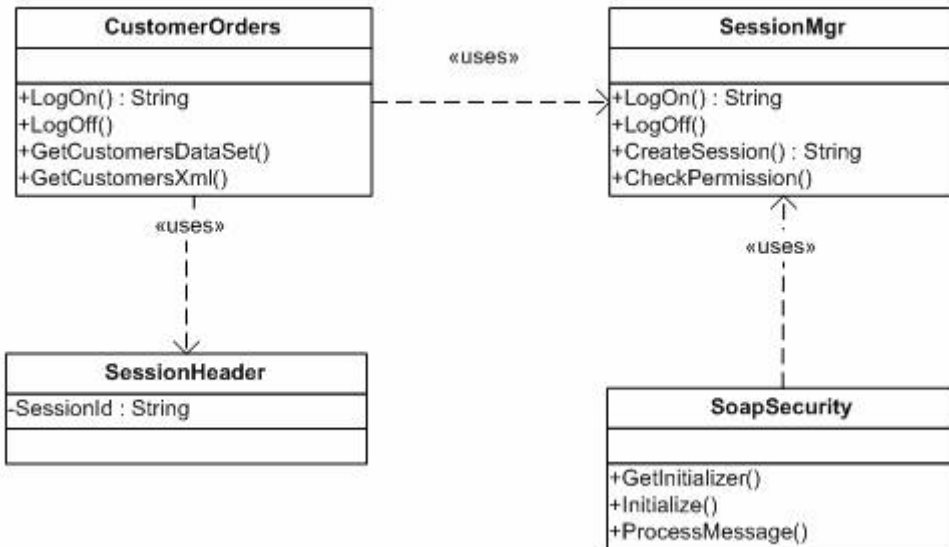 CustomerOrders
+LogOn() : String
+LogOff()
+GetCustomersDataSet()
+GetCustomersXml()
«uses»
SessionMgr
+LogOn() : String
+LogOff()
+CreateSession() : String
+CheckPermission()
«uses»
«uses»
SessionHeader
-SessionId : String
SoapSecurity
+GetInitializer()
+Initialize()
+ProcessMessage()